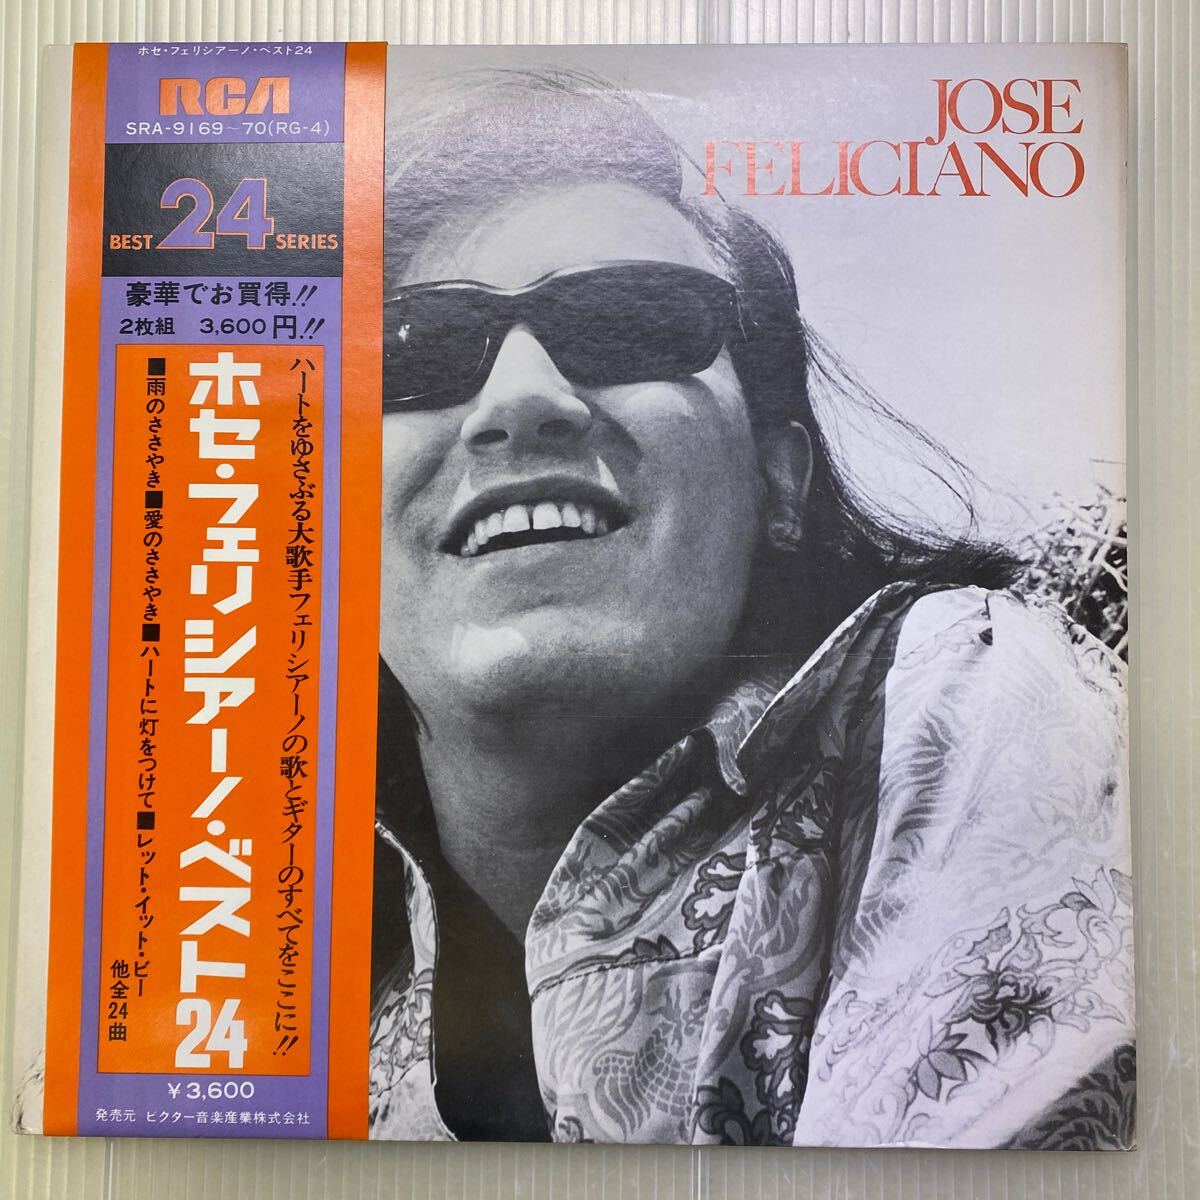 ホセ・フェリシアーノ・ベスト24
RCA
SRA-9169~70(RG-4)
BEST 24 SERIES
豪華でお買得!!
2枚組 3,600円!!
ハートをゆさぶる大歌手フェリシアーノの歌とギターのすべてをここに!!
ホセ・フェリシアーノ・ベスト24
■雨のささやき■愛のささやき■ハートに灯をつけて■レット・イット・ビー
他全24曲
¥3,600
発売元 ビクター音楽産業株式会社
JOSE
FELICIANO